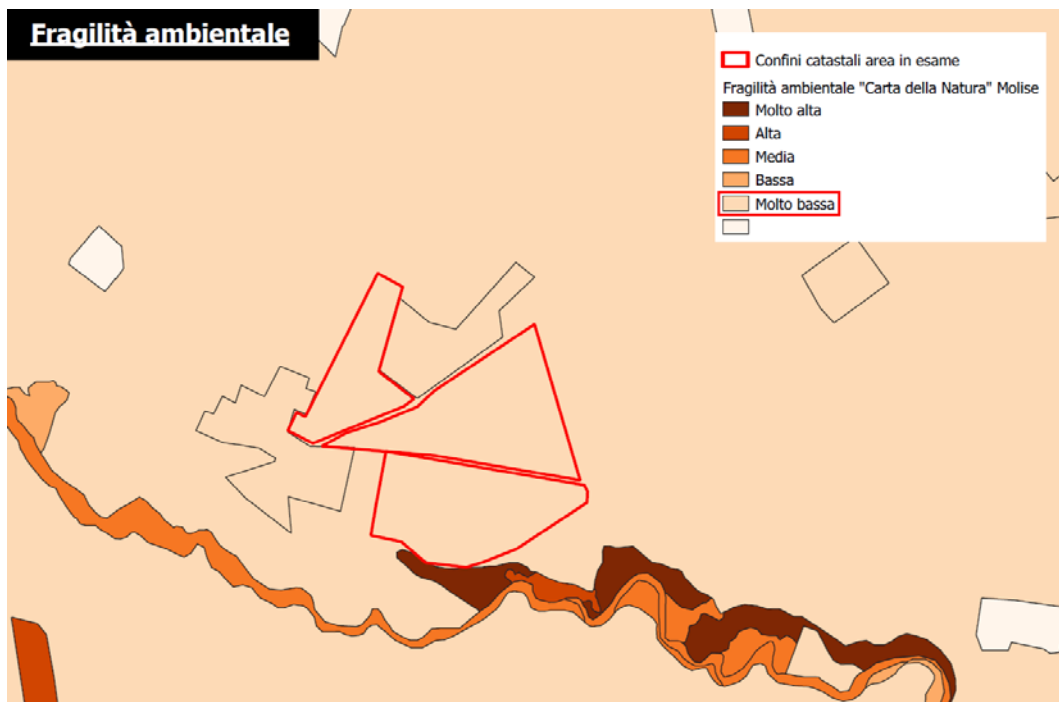 Fragilità ambientale
Confini catastali area in esame
Fragilità ambientale "Carta della Natura" Molise
Molto alta
Alta
Media
Bassa
Molto bassa